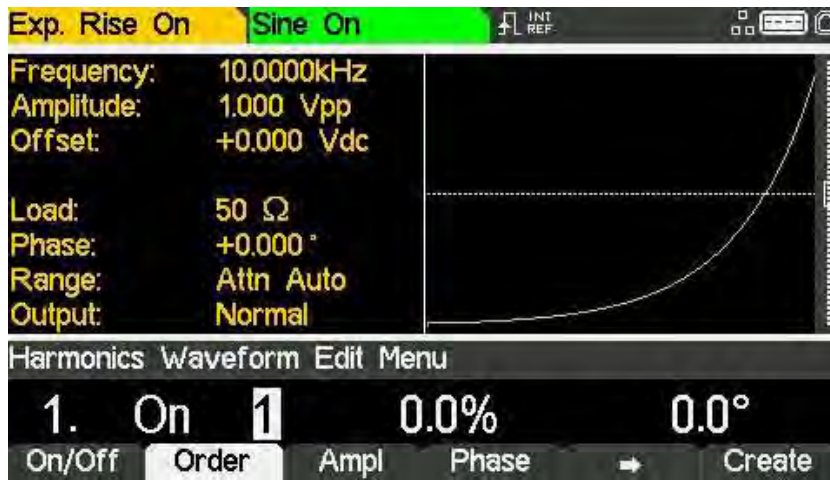 Exp. Rise On Sine On INT REF
Frequency: 10.0000kHz
Amplitude: 1.000 Vpp
Offset: +0.000 Vdc
Load: 50 Ω
Phase: +0.000 °
Range: Attn Auto
Output: Normal
Harmonics Waveform Edit Menu
1. On 1 0.0% 0.0°
On/Off Order Ampl Phase ➡ Create